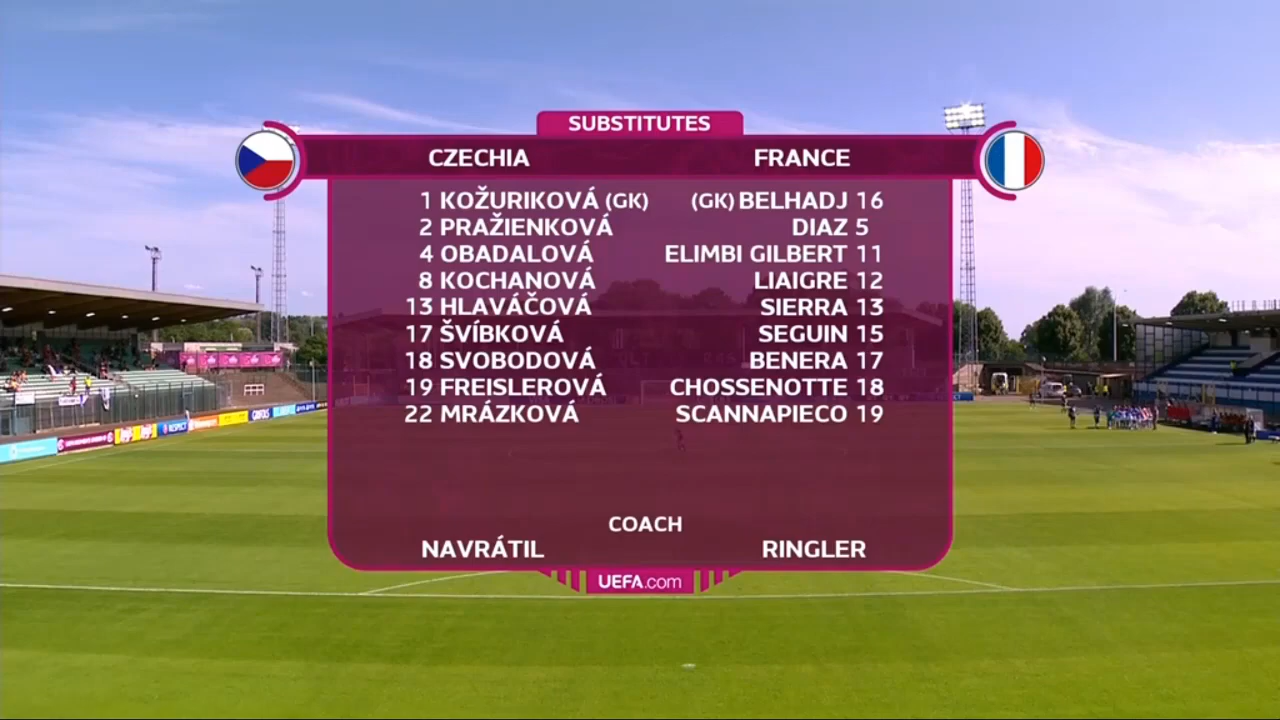 SUBSTITUTES
CZECHIA FRANCE
1 KOŽURIKOVÁ (GK) (GK) BELHADJ 16
2 PRAŽIENKOVÁ DIAZ 5
4 OBADALOVÁ ELIMBI GILBERT 11
8 KOCHANOVÁ LIAIGRE 12
13 HLAVÁČOVÁ SIERRA 13
17 ŠVÍBKOVÁ SEGUIN 15
18 SVOBODOVÁ BENERA 17
19 FREISLEROVÁ CHOSSENOTTE 18
22 MRÁZKOVÁ SCANNAPIECO 19
COACH
NAVRÁTIL RINGLER
UEFA.com
RESPECT